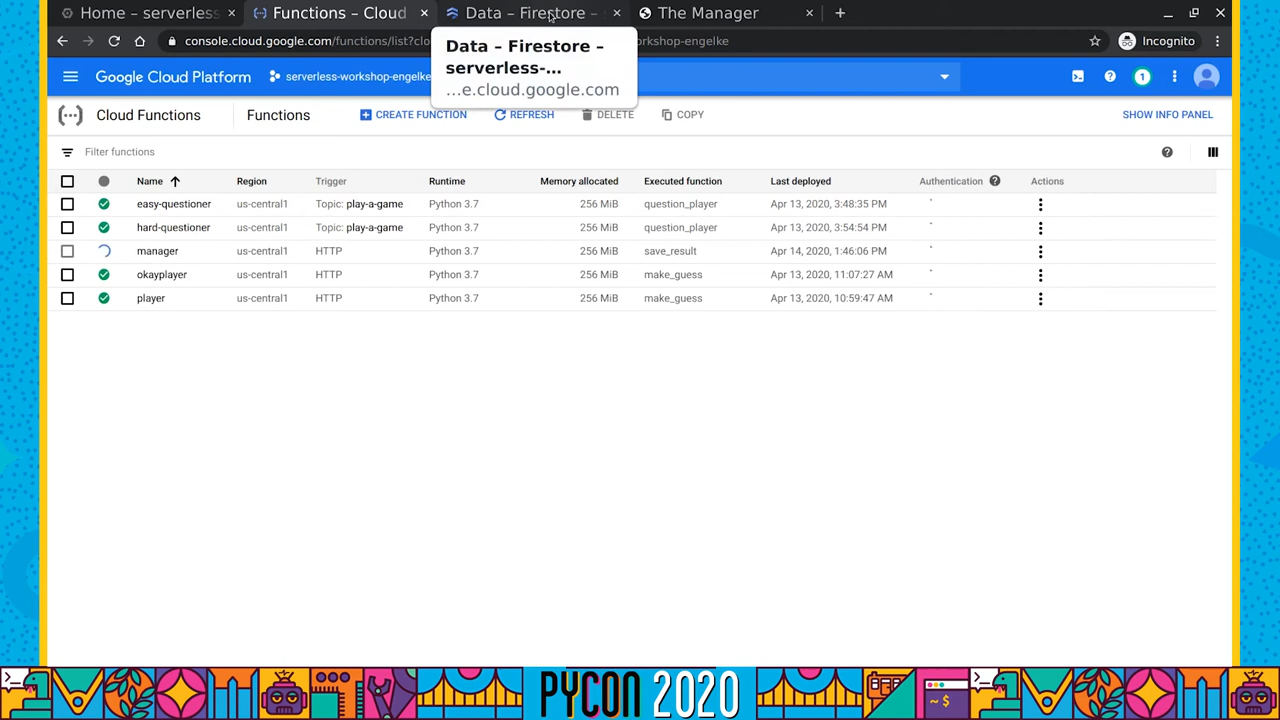 Home – serverless
Functions – Cloud
Data – Firestore –
The Manager
console.cloud.google.com/functions/list?clo
rkshop-engelke
Incognito
Data – Firestore –
serverless-...
...e.cloud.google.com
Google Cloud Platform
serverless-workshop-engelke
1
Cloud Functions
Functions
CREATE FUNCTION
REFRESH
DELETE
COPY
SHOW INFO PANEL
Filter functions
Name Region Trigger Runtime Memory allocated Executed function Last deployed Authentication Actions
easy-questioner us-central1 Topic: play-a-game Python 3.7 256 MiB question_player Apr 13, 2020, 3:48:35 PM
hard-questioner us-central1 Topic: play-a-game Python 3.7 256 MiB question_player Apr 13, 2020, 3:54:54 PM
manager us-central1 HTTP Python 3.7 256 MiB save_result Apr 14, 2020, 1:46:06 PM
okayplayer us-central1 HTTP Python 3.7 256 MiB make_guess Apr 13, 2020, 11:07:27 AM
player us-central1 HTTP Python 3.7 256 MiB make_guess Apr 13, 2020, 10:59:47 AM
PYCON 2020
~ $